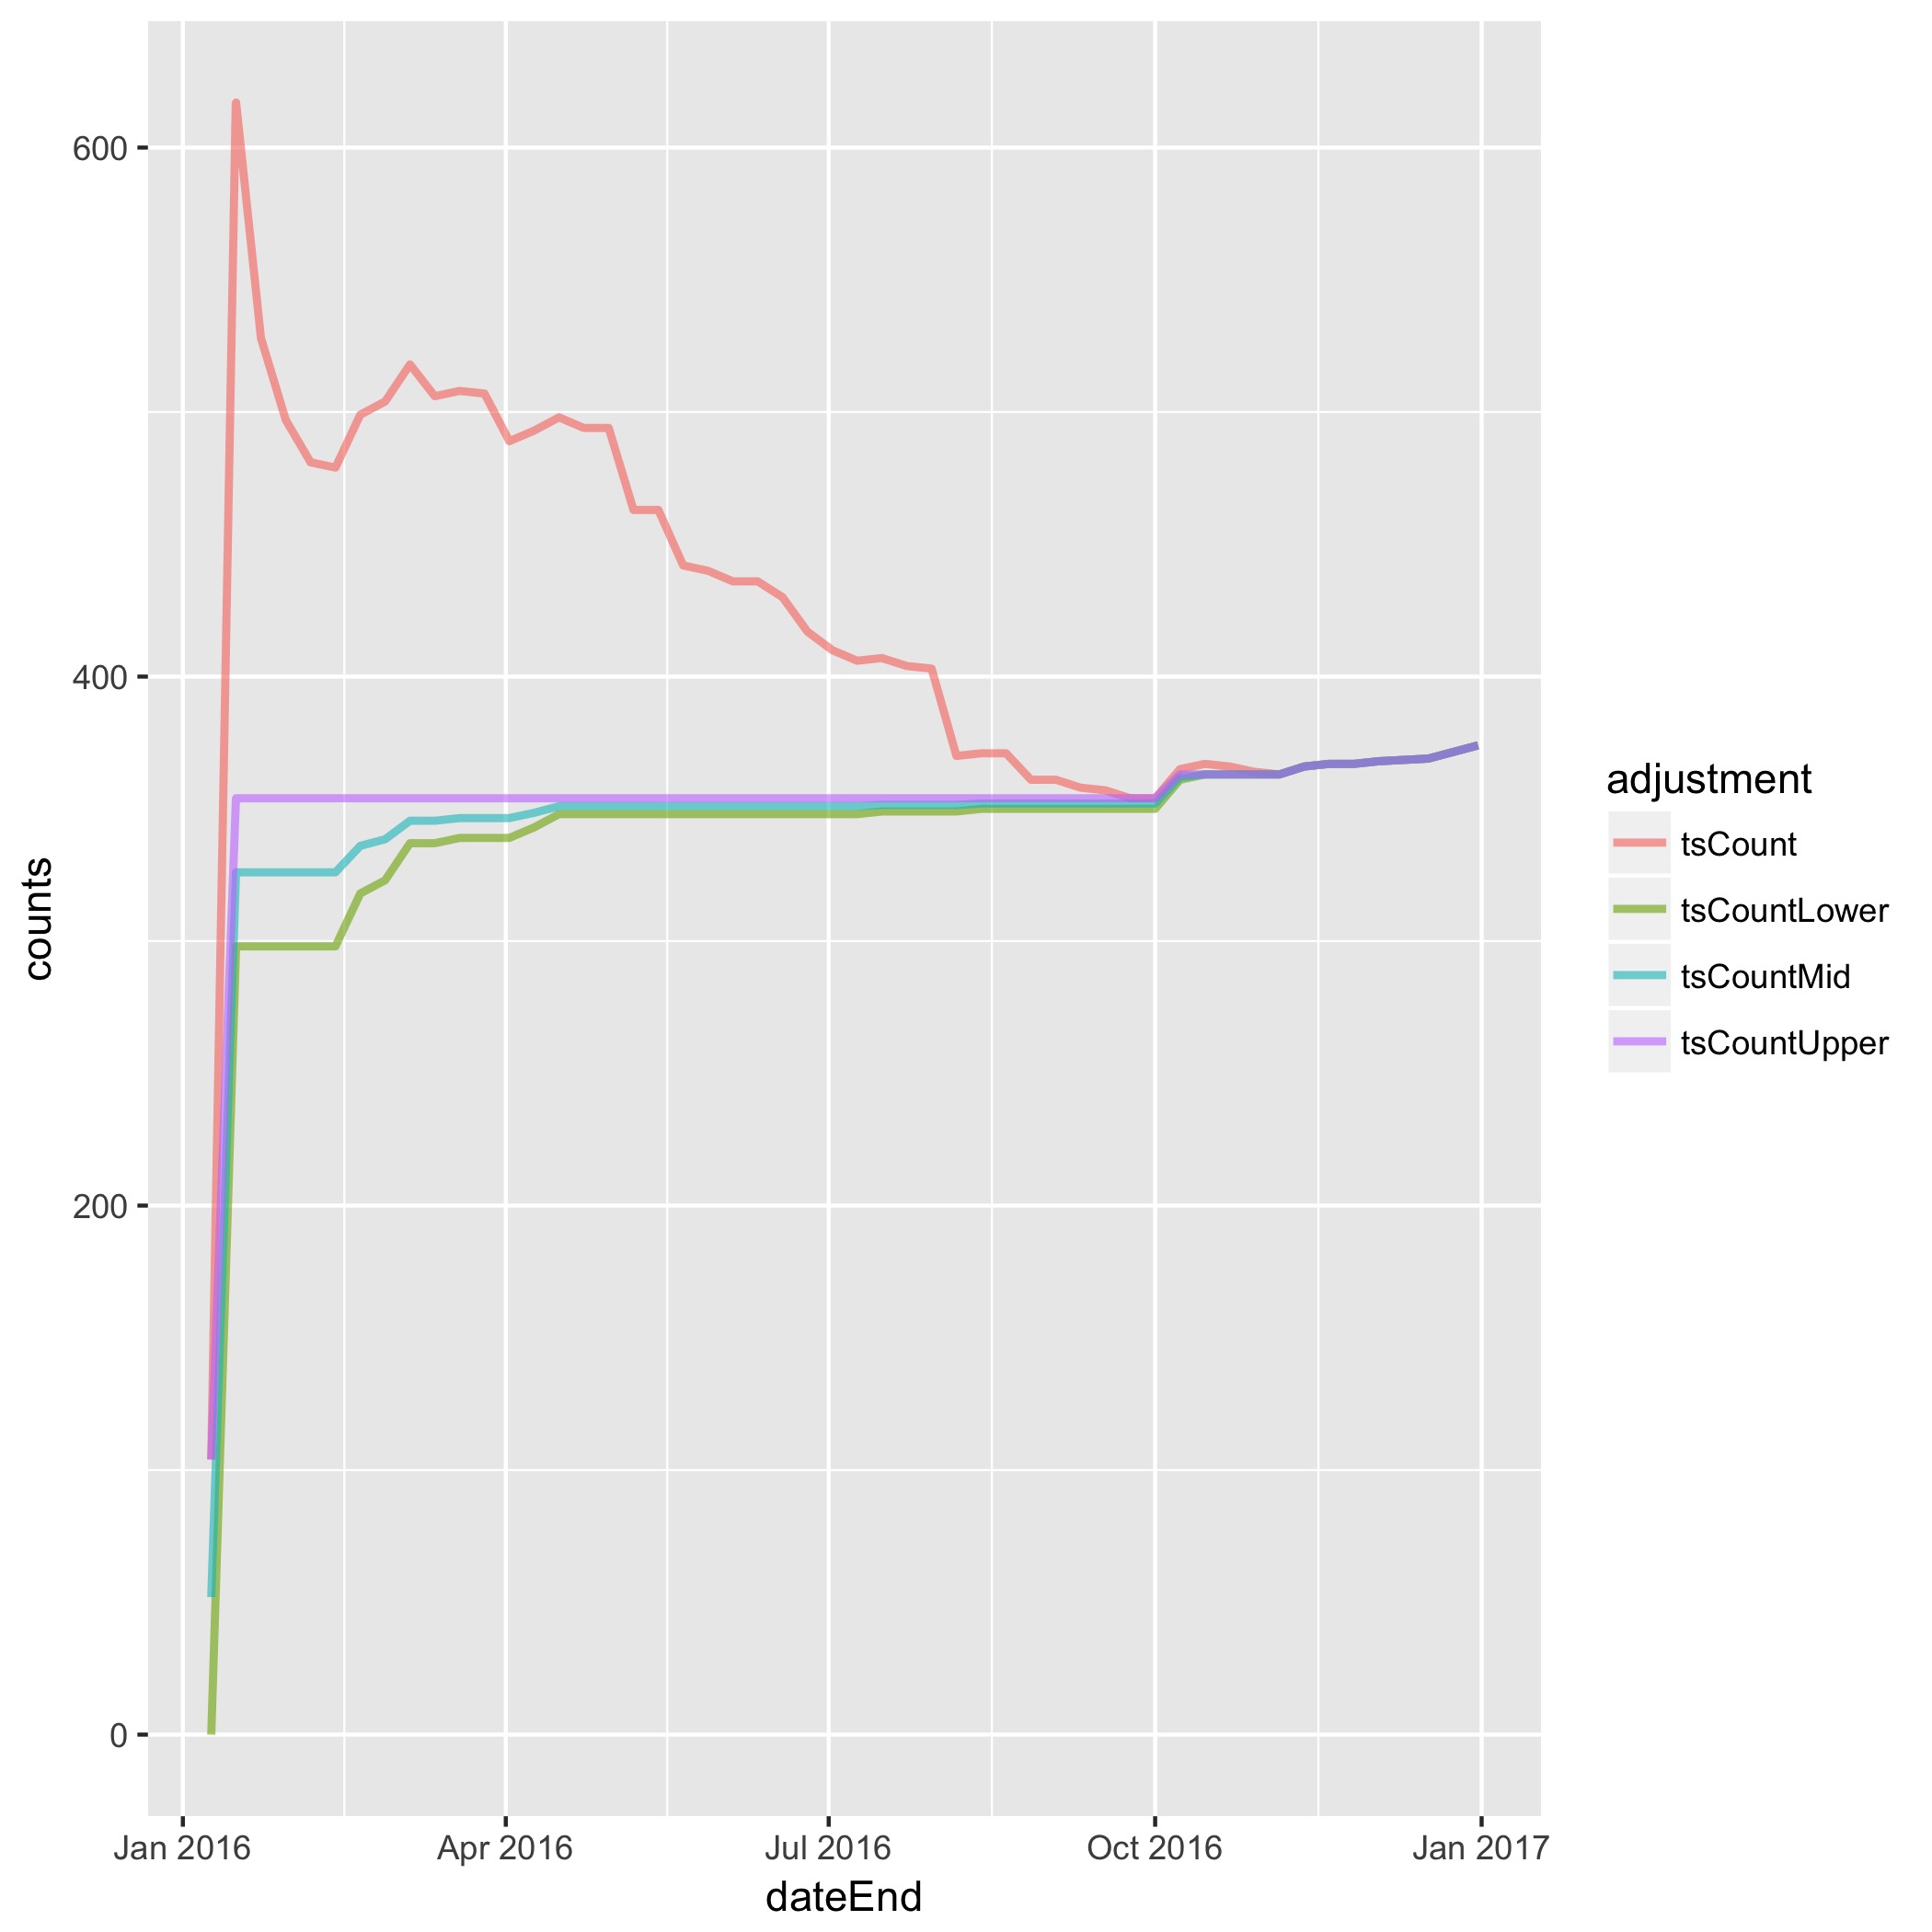 600
400
200
0
counts
Jan 2016
Apr 2016
Jul 2016
Oct 2016
Jan 2017
dateEnd
adjustment
tsCount
tsCountLower
tsCountMid
tsCountUpper